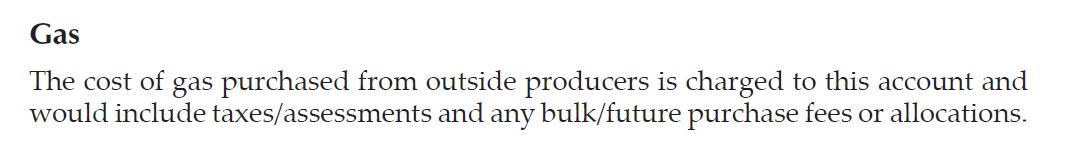 Gas
The cost of gas purchased from outside producers is charged to this account and
would include taxes/assessments and any bulk/future purchase fees or allocations.